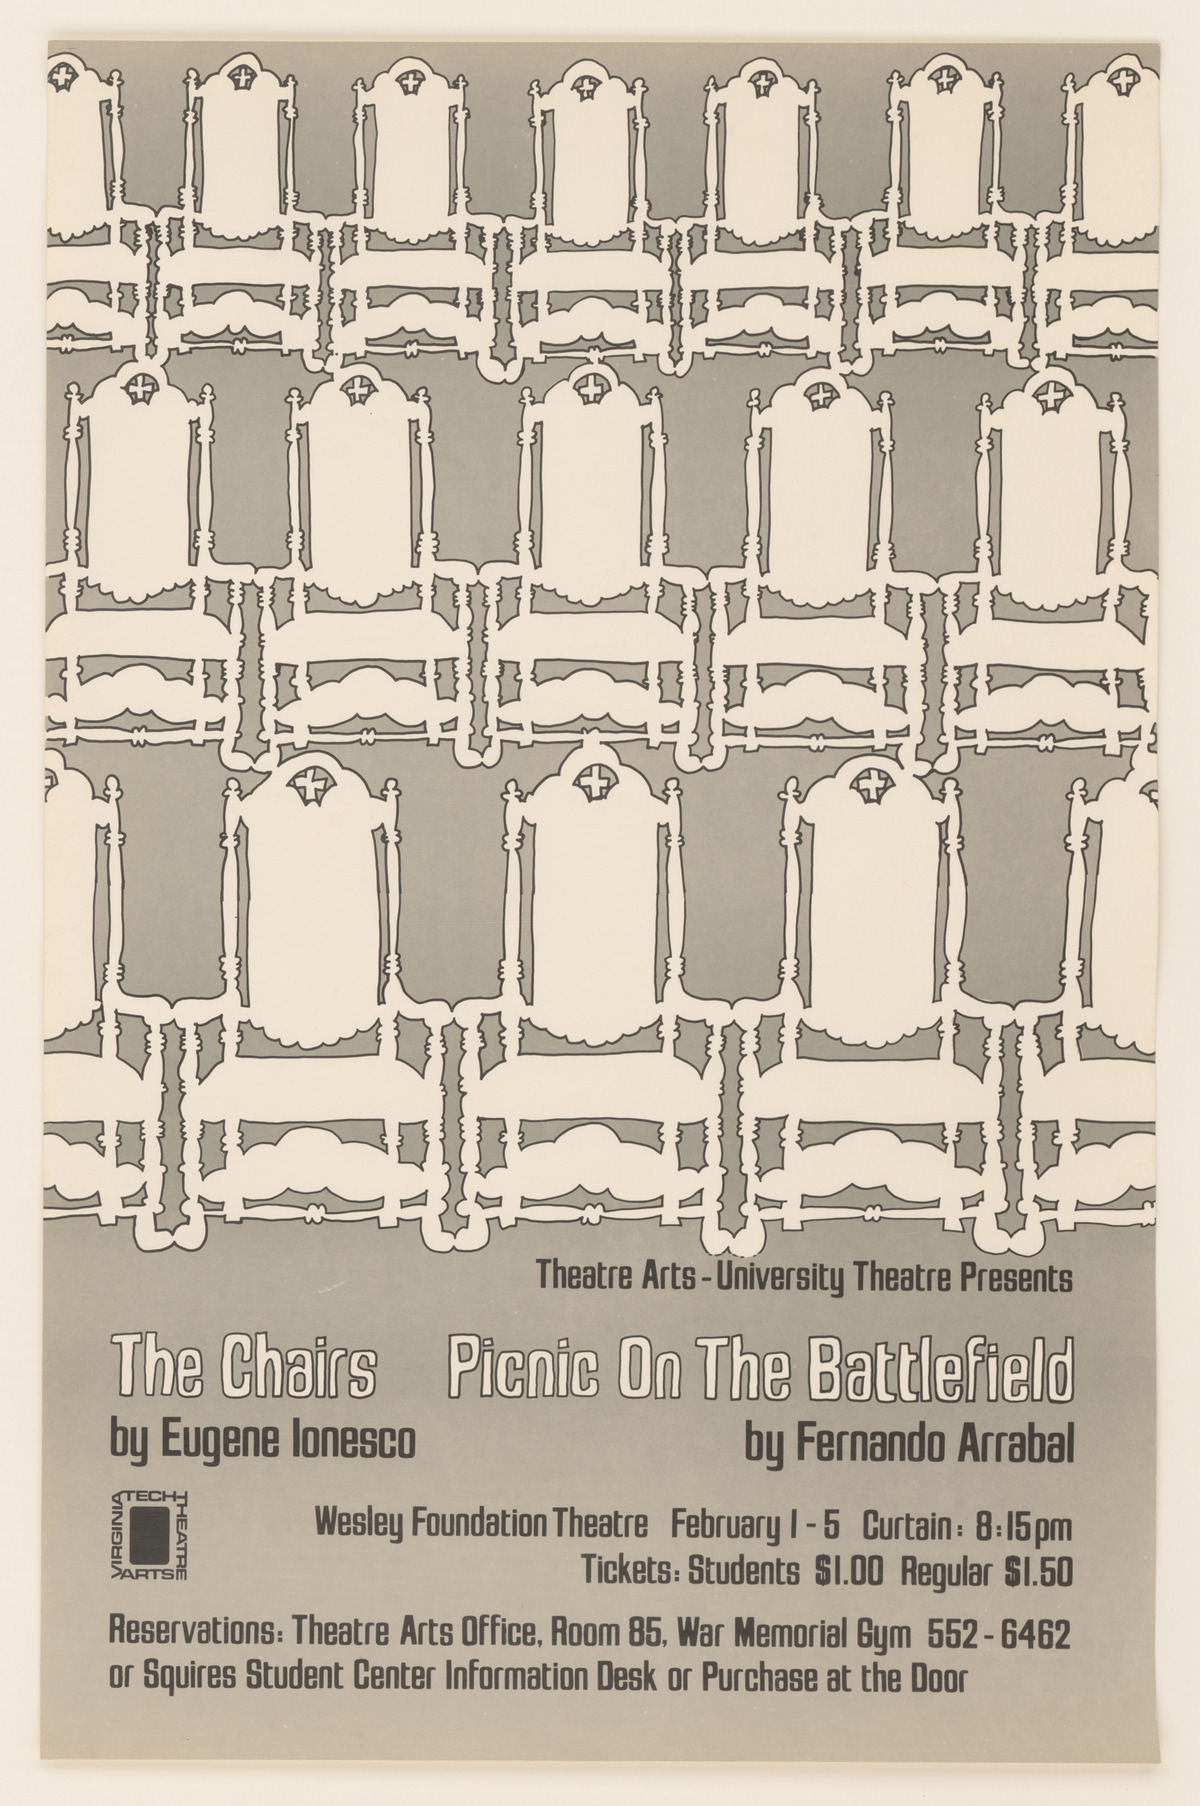 Theatre Arts-University Theatre Presents
The Chairs
by Eugene Ionesco
Picnic On The Battlefield
by Fernando Arrabal
VIRGINIA TECH THEATRE ARTS
Wesley Foundation Theatre February 1-5 Curtain: 8:15pm
Tickets: Students $1.00 Regular $1.50
Reservations: Theatre Arts Office, Room 85, War Memorial Gym 552-6462
or Squires Student Center Information Desk or Purchase at the Door